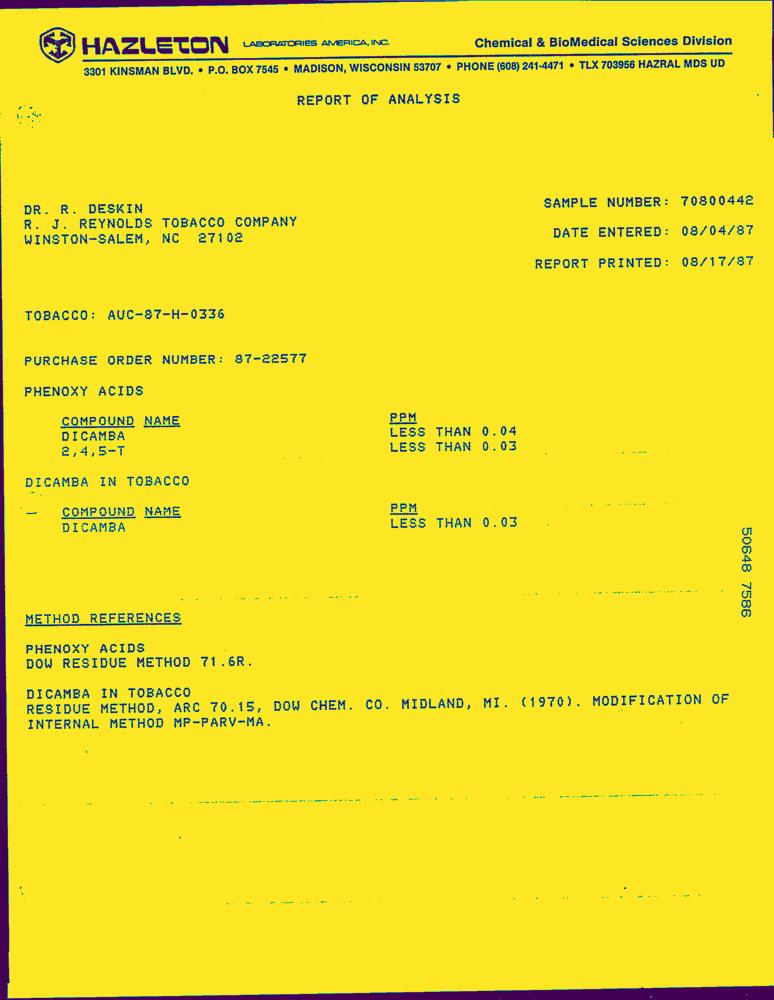 HAZLETON LABORATORIES AMERICA, INC. Chemical & BioMedical Sciences Division
3301 KINSMAN BLVD. • P.O. BOX 7545 • MADISON, WISCONSIN 53707 • PHONE (608) 241-4471 • TLX 703956 HAZRAL MDS UD
REPORT OF ANALYSIS
DR. R. DESKIN
R. J. REYNOLDS TOBACCO COMPANY
WINSTON-SALEM, NC 27102
SAMPLE NUMBER: 70800442
DATE ENTERED: 08/04/87
REPORT PRINTED: 08/17/87
TOBACCO: AUC-87-H-0336
PURCHASE ORDER NUMBER: 87-22577
PHENOXY ACIDS
COMPOUND NAME PPM
DICAMBA LESS THAN 0.04
2,4,5-T LESS THAN 0.03
DICAMBA IN TOBACCO
COMPOUND NAME PPM
DICAMBA LESS THAN 0.03
50648 7586
METHOD REFERENCES
PHENOXY ACIDS
DOW RESIDUE METHOD 71.6R.
DICAMBA IN TOBACCO
RESIDUE METHOD, ARC 70.15, DOW CHEM. CO. MIDLAND, MI. (1970). MODIFICATION OF
INTERNAL METHOD MP-PARV-MA.